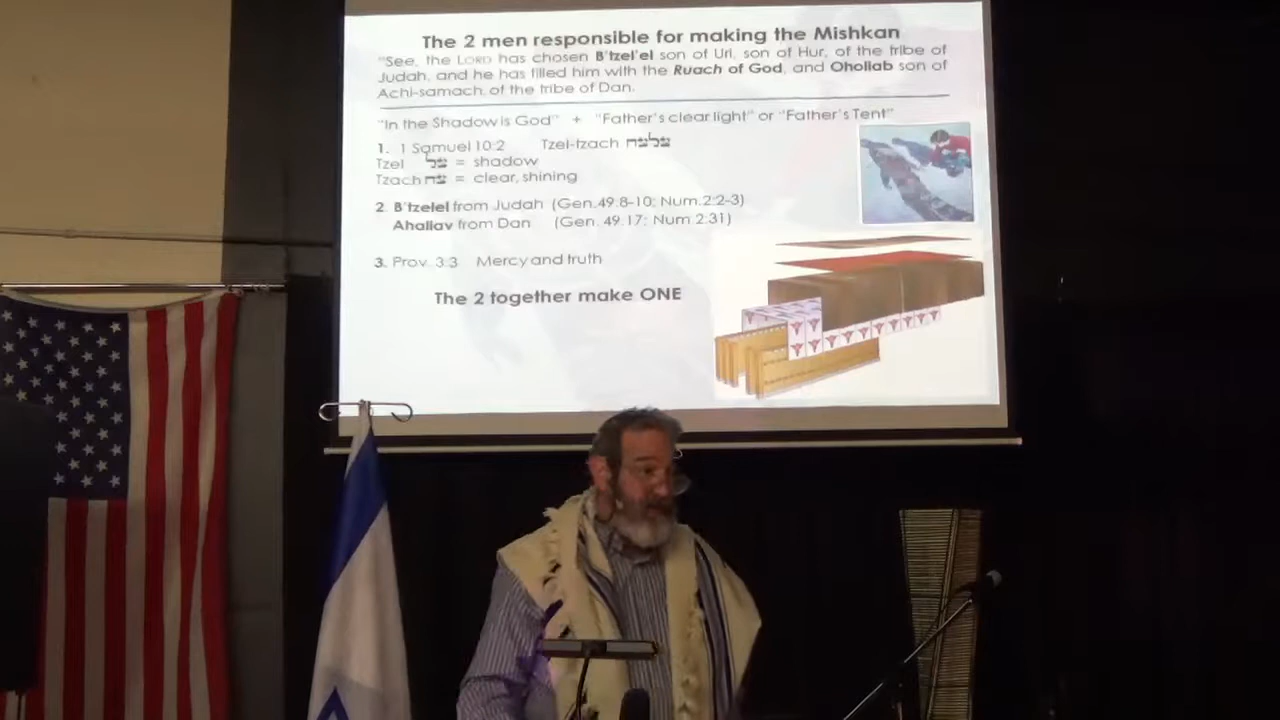 The 2 men responsible for making the Mishkan
"See, the LORD has chosen B'tzel'el son of Uri, son of Hur, of the tribe of
Judah, and he has filled him with the Ruach of God, and Oholiab son of
Achi-samach, of the tribe of Dan.
"In the Shadow is God" + "Father's clear light" or "Father's Tent"
1. 1 Samuel 10:2 Tzel-tzach צלצח
Tzel צל = shadow
Tzach צח = clear, shining
2. B'tzelel from Judah (Gen.49.8-10; Num.2:2-3)
Ahaliav from Dan (Gen. 49.17; Num 2.31)
3. Prov. 3:3 Mercy and truth
The 2 together make ONE